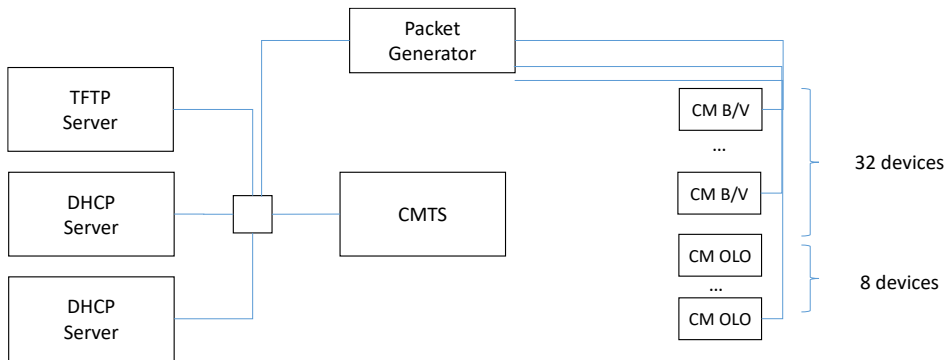 Packet
Generator
TFTP
Server
DHCP
Server
DHCP
Server
CMTS
CM B/V
...
CM B/V
CM OLO
...
CM OLO
32 devices
8 devices